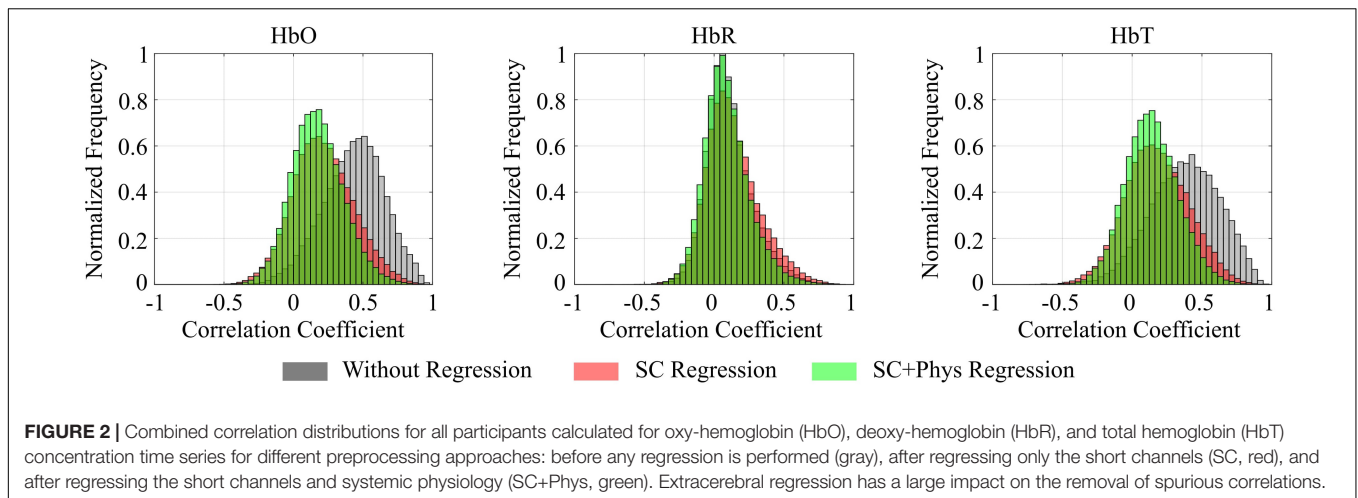 HbO
HbR
HbT
Normalized Frequency
1
0.8
0.6
0.4
0.2
0
-1
-0.5
0
0.5
1
Correlation Coefficient
Normalized Frequency
1
0.8
0.6
0.4
0.2
0
-1
-0.5
0
0.5
1
Correlation Coefficient
Normalized Frequency
1
0.8
0.6
0.4
0.2
0
-1
-0.5
0
0.5
1
Correlation Coefficient
Without Regression
SC Regression
SC+Phys Regression
FIGURE 2 | Combined correlation distributions for all participants calculated for oxy-hemoglobin (HbO), deoxy-hemoglobin (HbR), and total hemoglobin (HbT)
concentration time series for different preprocessing approaches: before any regression is performed (gray), after regressing only the short channels (SC, red), and
after regressing the short channels and systemic physiology (SC+Phys, green). Extracerebral regression has a large impact on the removal of spurious correlations.